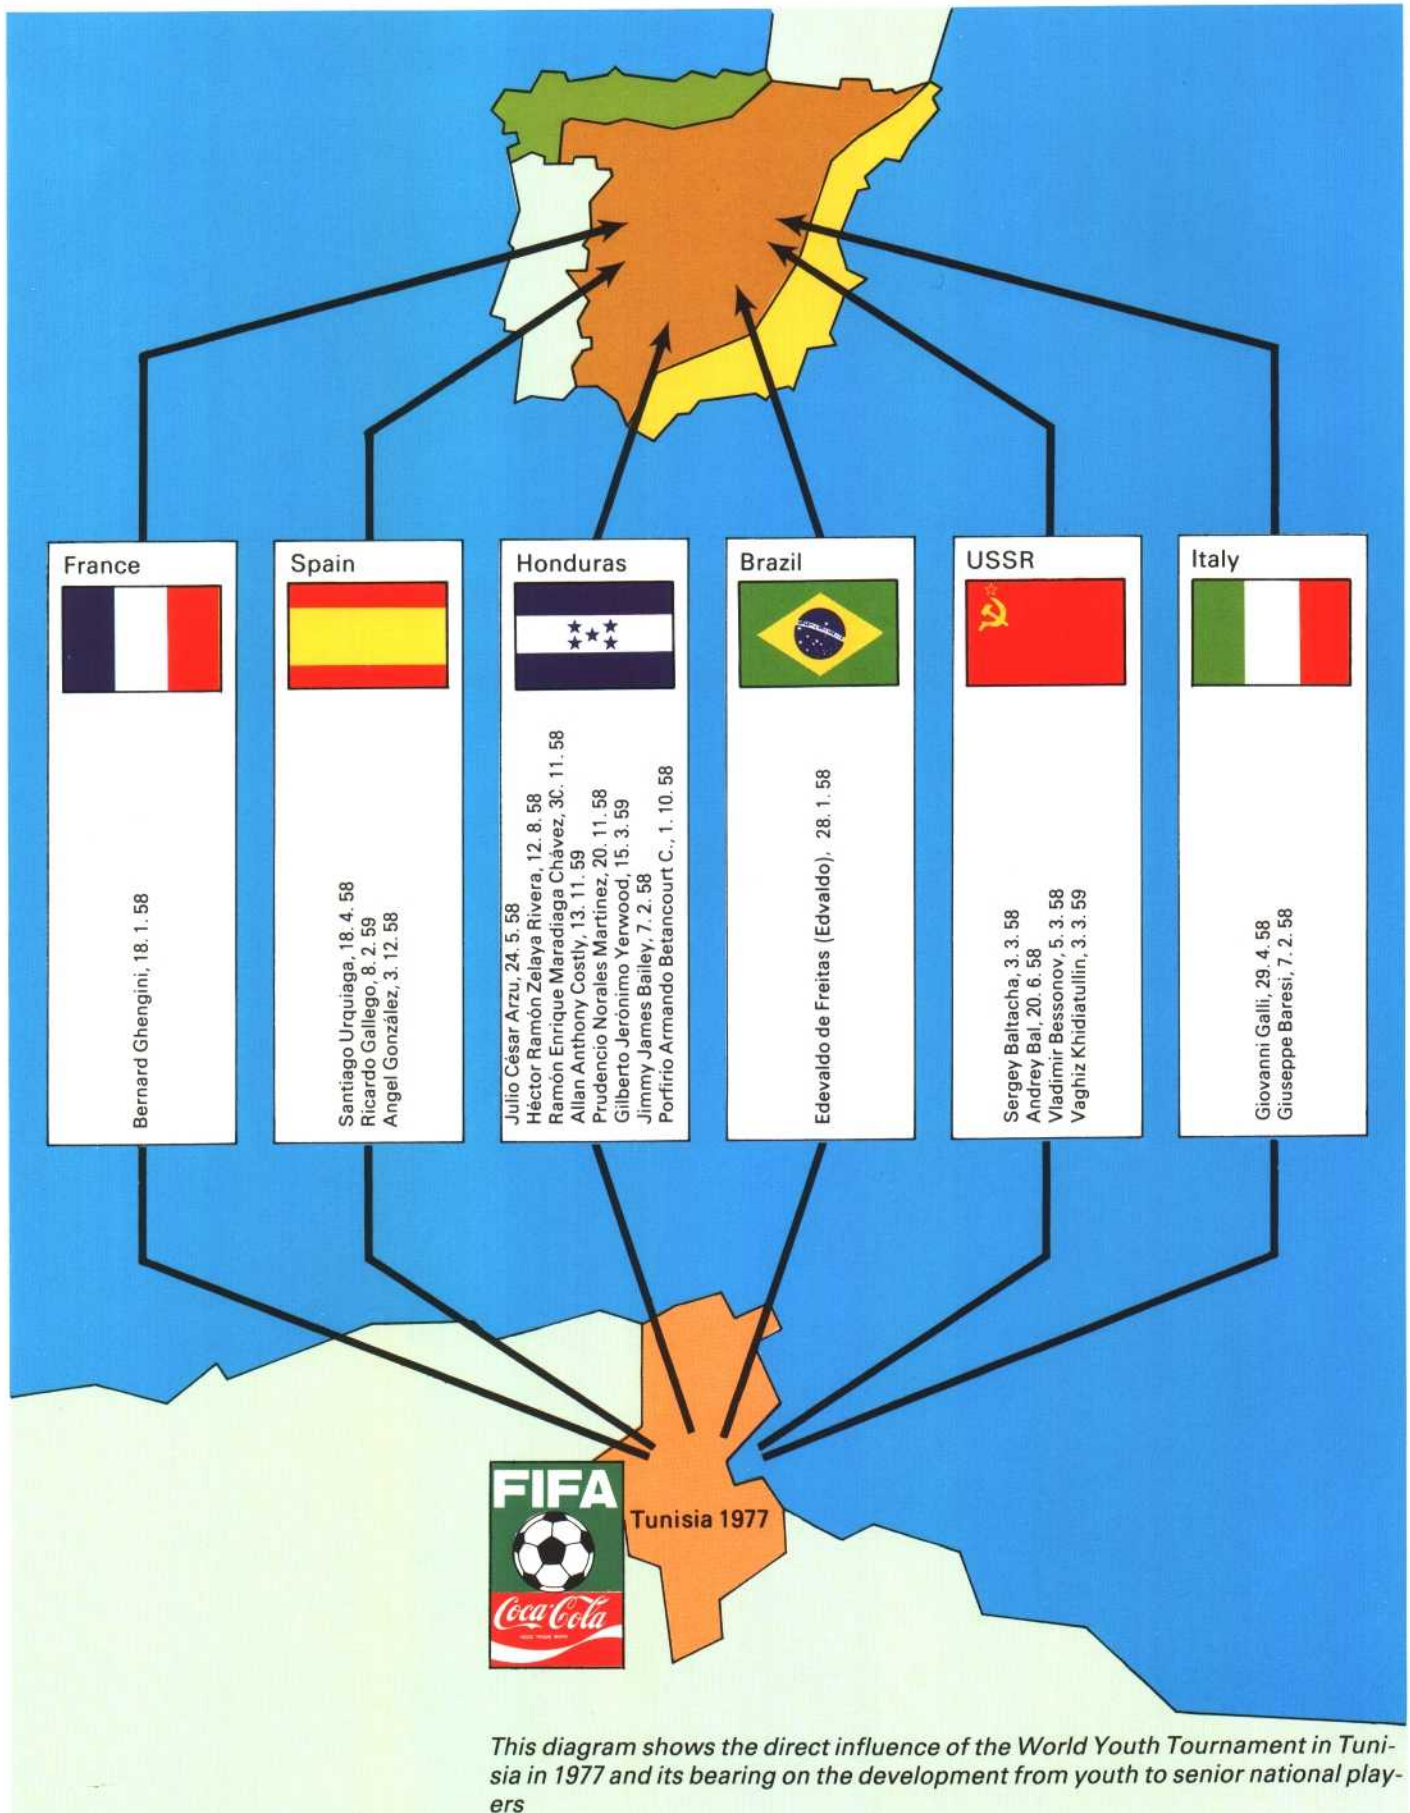 France
Bernard Ghengini, 18. 1. 58
Spain
Santiago Urquiaga, 18. 4. 58
Ricardo Gallego, 8. 2. 59
Angel González, 3. 12. 58
Honduras
Julio César Arzu, 24. 5. 58
Héctor Ramón Zelaya Rivera, 12. 8. 58
Ramón Enrique Maradiaga Chávez, 30. 11. 58
Allan Anthony Costly, 13. 11. 59
Prudencio Norales Martinez, 20. 11. 58
Gilberto Jerónimo Yerwood, 15. 3. 59
Jimmy James Bailey, 7. 2. 58
Porfirio Armando Betancourt C., 1. 10. 58
Brazil
Edevaldo de Freitas (Edvaldo), 28. 1. 58
USSR
Sergey Baltacha, 3. 3. 58
Andrey Bal, 20. 6. 58
Vladimir Bessonov, 5. 3. 58
Vaghiz Khidiatullin, 3. 3. 59
Italy
Giovanni Galli, 29. 4. 58
Giuseppe Baresi, 7. 2. 58
FIFA
Coca-Cola
Tunisia 1977
This diagram shows the direct influence of the World Youth Tournament in Tuni-
sia in 1977 and its bearing on the development from youth to senior national play-
ers